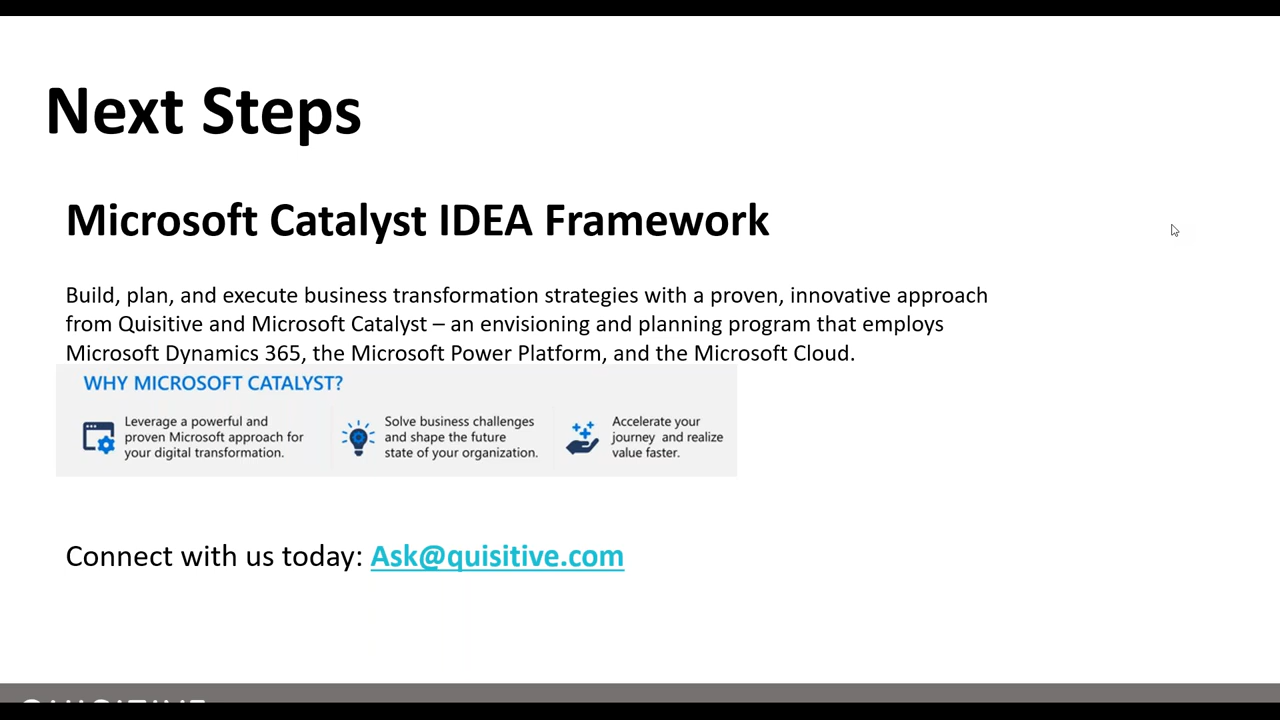 Next Steps
Microsoft Catalyst IDEA Framework
Build, plan, and execute business transformation strategies with a proven, innovative approach
from Quisitive and Microsoft Catalyst – an envisioning and planning program that employs
Microsoft Dynamics 365, the Microsoft Power Platform, and the Microsoft Cloud.
WHY MICROSOFT CATALYST?
Leverage a powerful and
proven Microsoft approach for
your digital transformation.
Solve business challenges
and shape the future
state of your organization.
Accelerate your
journey and realize
value faster.
Connect with us today: Ask@quisitive.com